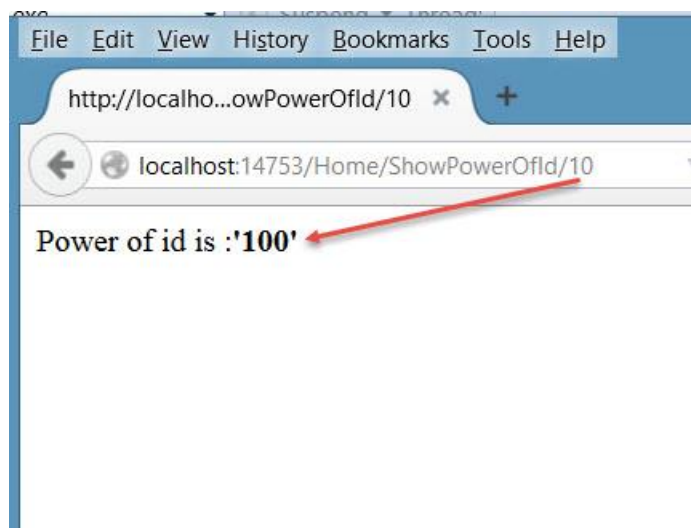 File Edit View History Bookmarks Tools Help
http://localho...owPowerOfId/10 × +
localhost:14753/Home/ShowPowerOfId/10
Power of id is :'100'